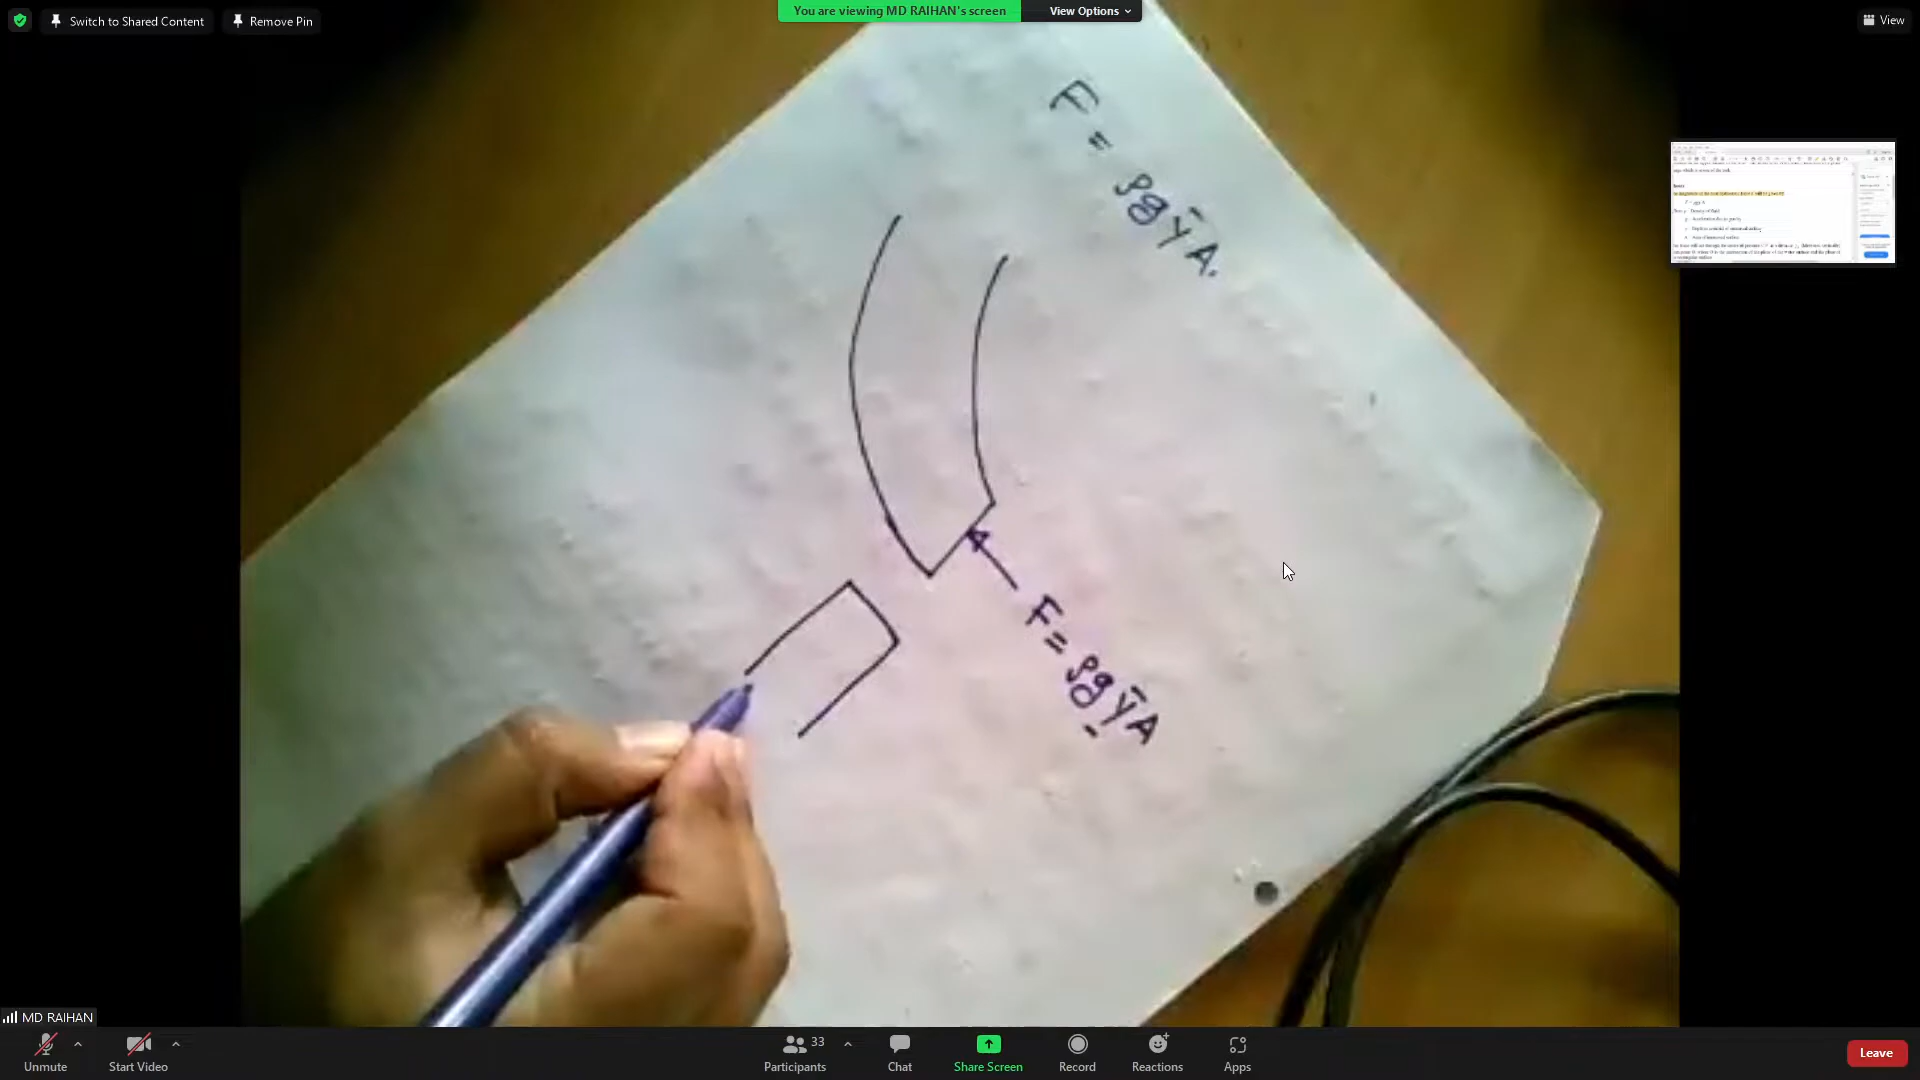 Switch to Shared Content
Remove Pin
You are viewing MD RAIHAN's screen
View Options
View
F = ρgȳA.
F = ρgȳA
MD RAIHAN
Unmute
Start Video
Participants
33
Chat
Share Screen
Record
Reactions
Apps
Leave